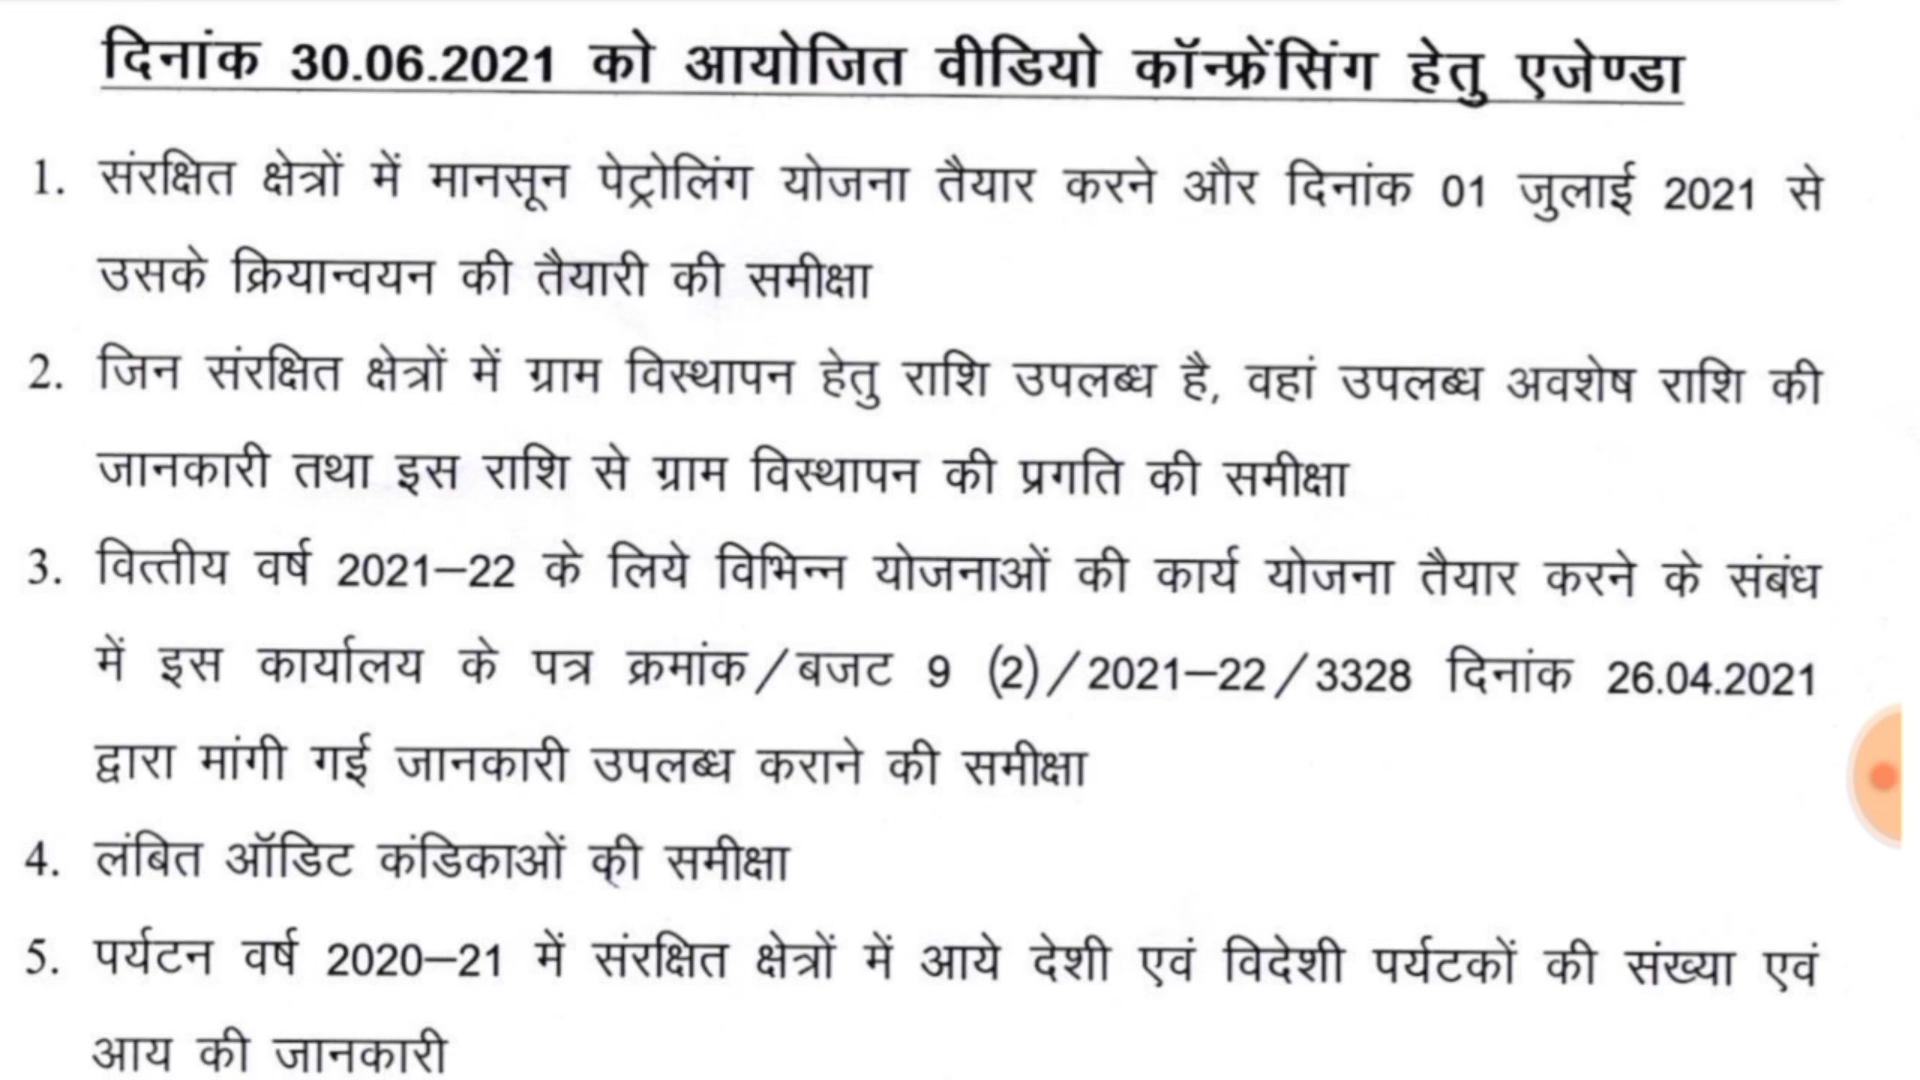 दिनांक 30.06.2021 को आयोजित वीडियो कॉन्फ्रेंसिंग हेतु एजेण्डा
1. संरक्षित क्षेत्रों में मानसून पेट्रोलिंग योजना तैयार करने और दिनांक 01 जुलाई 2021 से
उसके क्रियान्वयन की तैयारी की समीक्षा
2. जिन संरक्षित क्षेत्रों में ग्राम विस्थापन हेतु राशि उपलब्ध है, वहां उपलब्ध अवशेष राशि की
जानकारी तथा इस राशि से ग्राम विस्थापन की प्रगति की समीक्षा
3. वित्तीय वर्ष 2021–22 के लिये विभिन्न योजनाओं की कार्य योजना तैयार करने के संबंध
में इस कार्यालय के पत्र क्रमांक/बजट 9 (2)/2021–22/3328 दिनांक 26.04.2021
द्वारा मांगी गई जानकारी उपलब्ध कराने की समीक्षा
4. लंबित ऑडिट कंडिकाओं की समीक्षा
5. पर्यटन वर्ष 2020–21 में संरक्षित क्षेत्रों में आये देशी एवं विदेशी पर्यटकों की संख्या एवं
आय की जानकारी